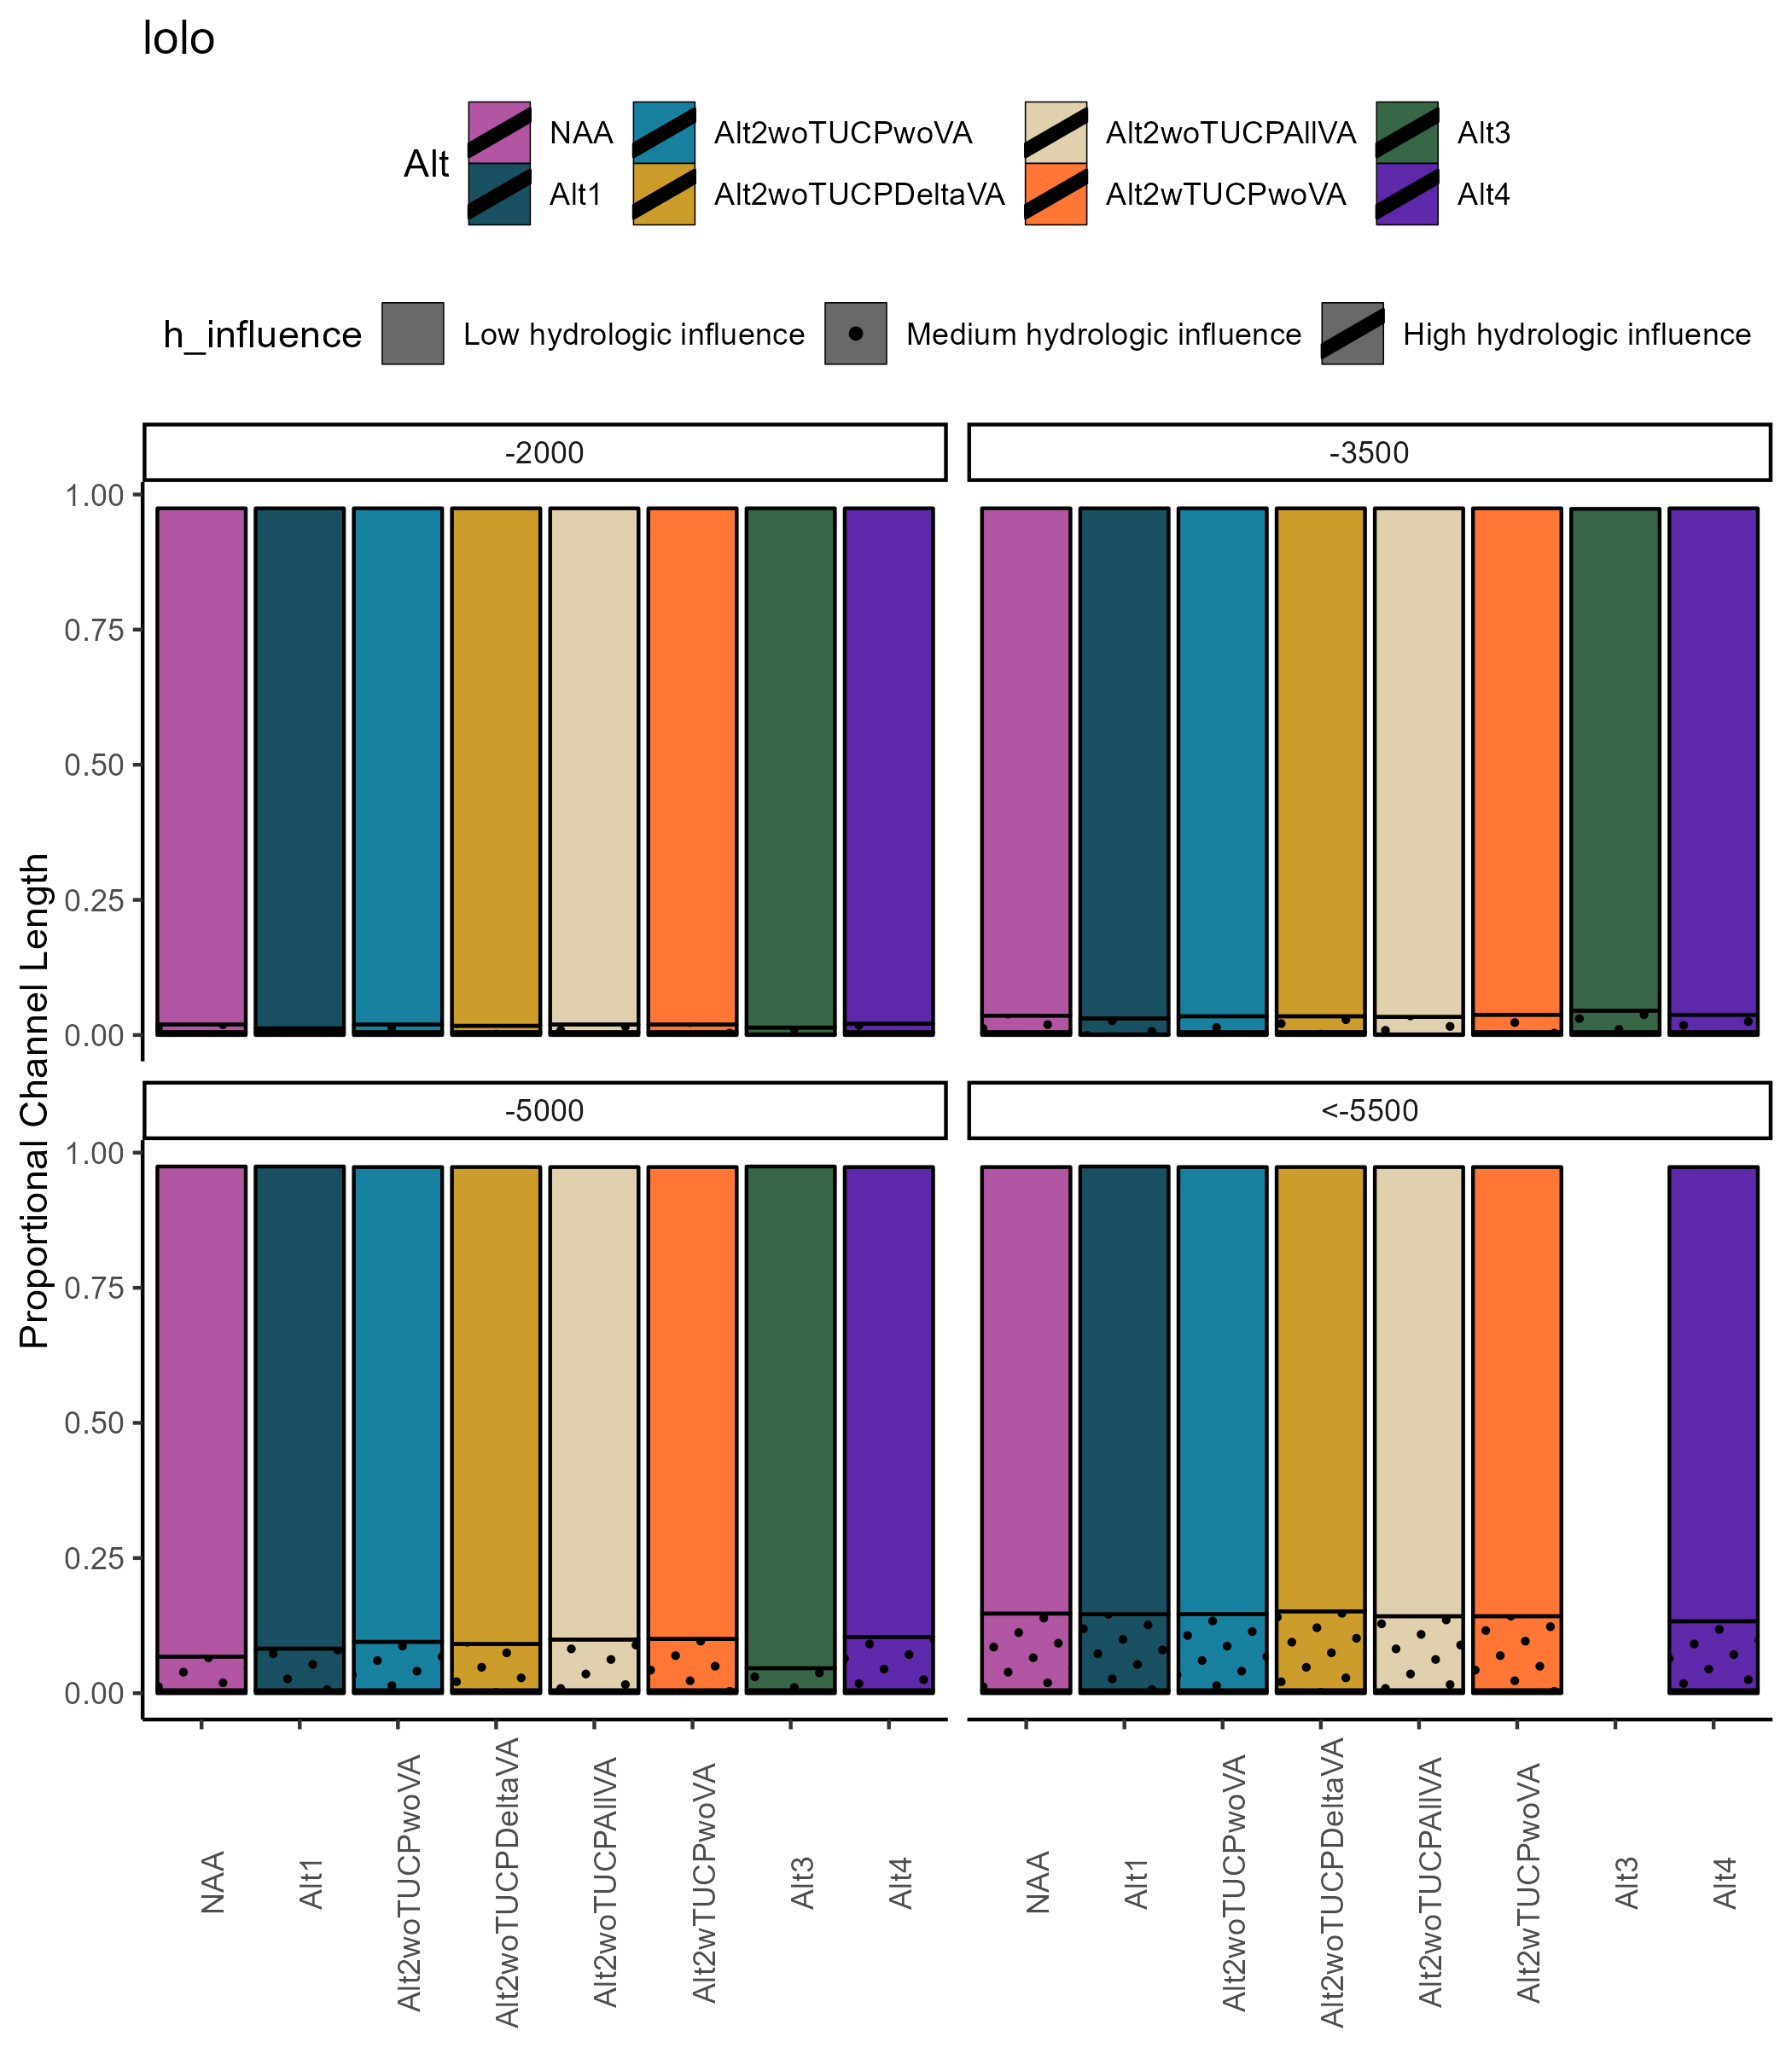 lolo
Alt NAA Alt2woTUCPwoVA Alt2woTUCPAllVA Alt3
Alt1 Alt2woTUCPDeltaVA Alt2wTUCPwoVA Alt4
h_influence Low hydrologic influence Medium hydrologic influence High hydrologic influence
-2000 -3500
1.00
0.75
0.50
0.25
0.00
Proportional Channel Length
-5000 <-5500
1.00
0.75
0.50
0.25
0.00
NAA
Alt1
Alt2woTUCPwoVA
Alt2woTUCPDeltaVA
Alt2woTUCPAllVA
Alt2wTUCPwoVA
Alt3
Alt4
NAA
Alt1
Alt2woTUCPwoVA
Alt2woTUCPDeltaVA
Alt2woTUCPAllVA
Alt2wTUCPwoVA
Alt3
Alt4